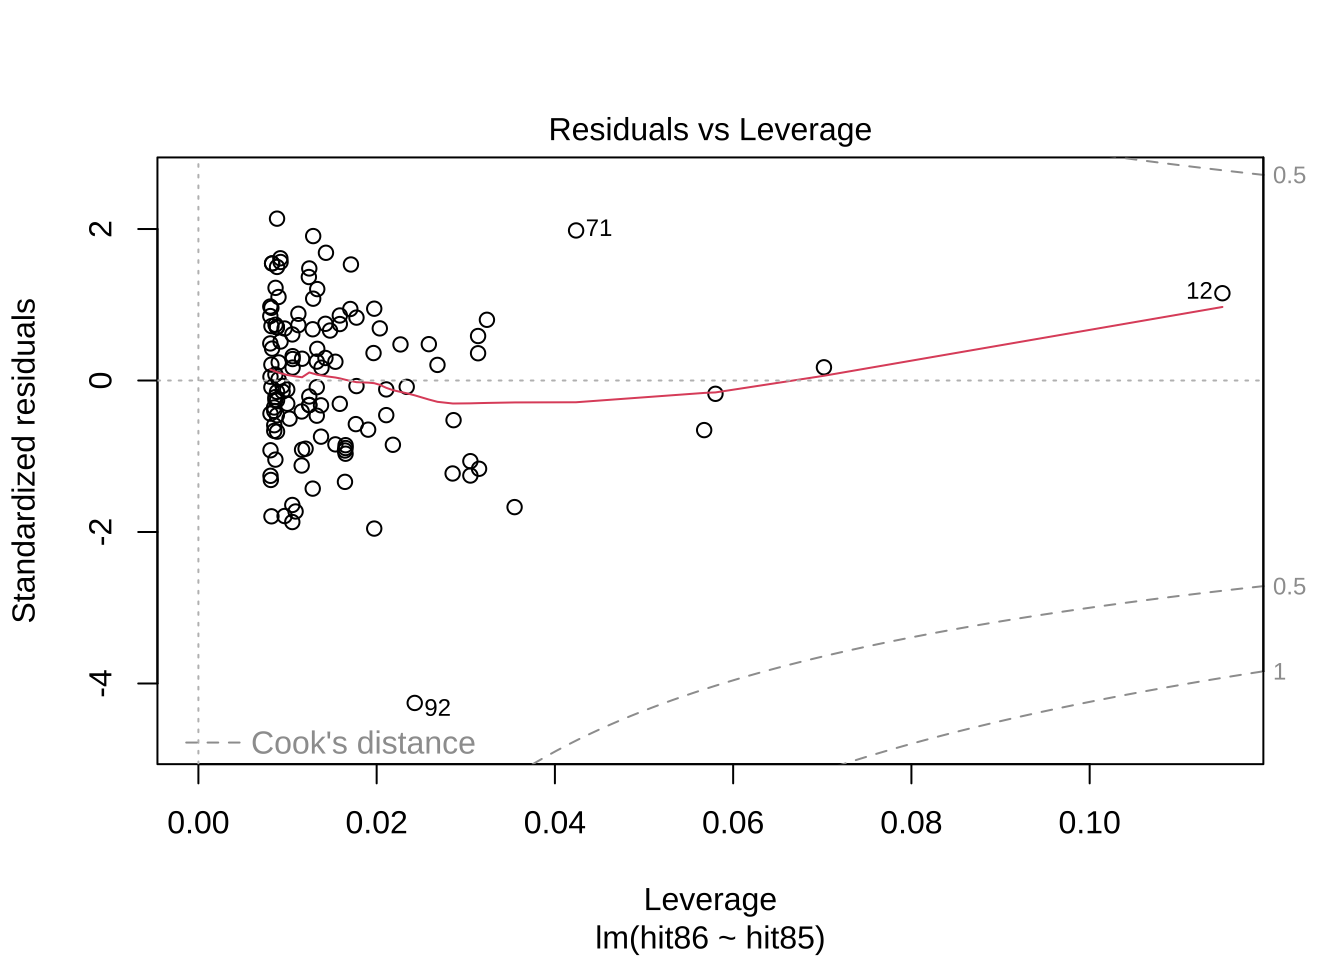 Residuals vs Leverage
Standardized residuals
2
0
-2
-4
71
12
92
0.5
0.5
1
Cook's distance
0.00 0.02 0.04 0.06 0.08 0.10
Leverage
lm(hit86 ~ hit85)